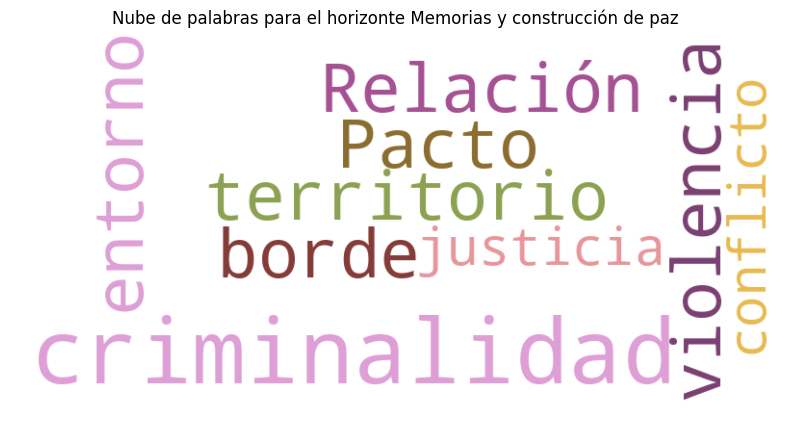 Nube de palabras para el horizonte Memorias y construcción de paz
entorno
Relación
Pacto
territorio
borde
justicia
criminalidad
violencia
conflicto